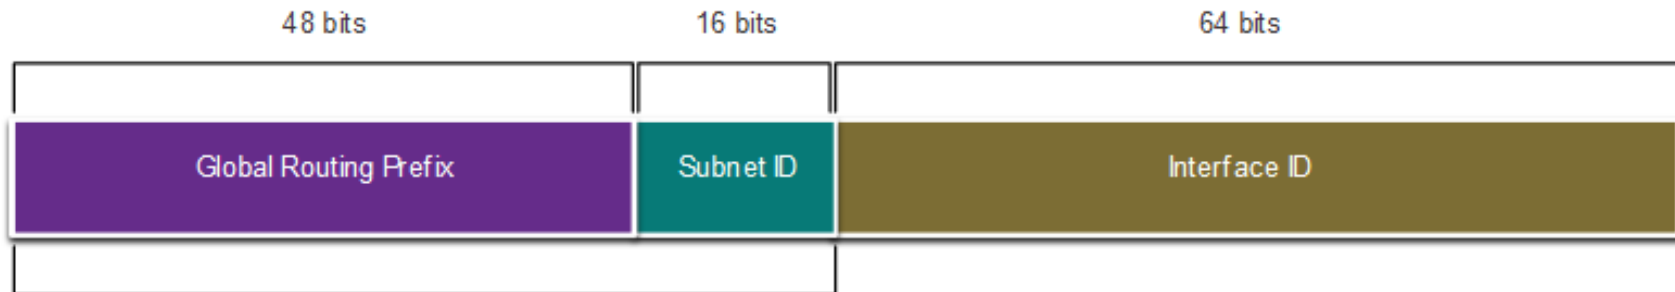 48 bits 16 bits 64 bits
Global Routing Prefix Subnet ID Interface ID